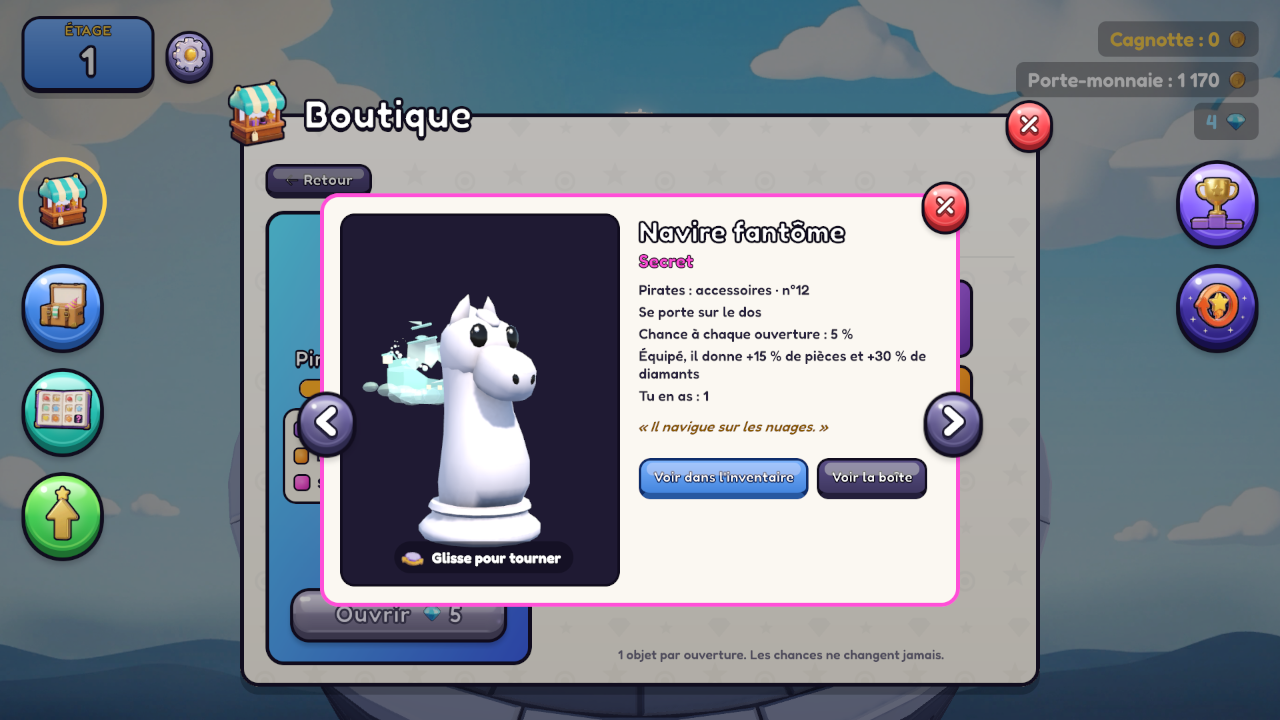 ÉTAGE
1
Cagnotte : 0
Porte-monnaie : 1 170
4
Boutique
← Retour
Navire fantôme
Secret
Pirates : accessoires · n°12
Se porte sur le dos
Chance à chaque ouverture : 5 %
Équipé, il donne +15 % de pièces et +30 % de
diamants
Tu en as : 1
« Il navigue sur les nuages. »
Voir dans l'inventaire
Voir la boîte
Glisse pour tourner
Ouvrir 5
1 objet par ouverture. Les chances ne changent jamais.